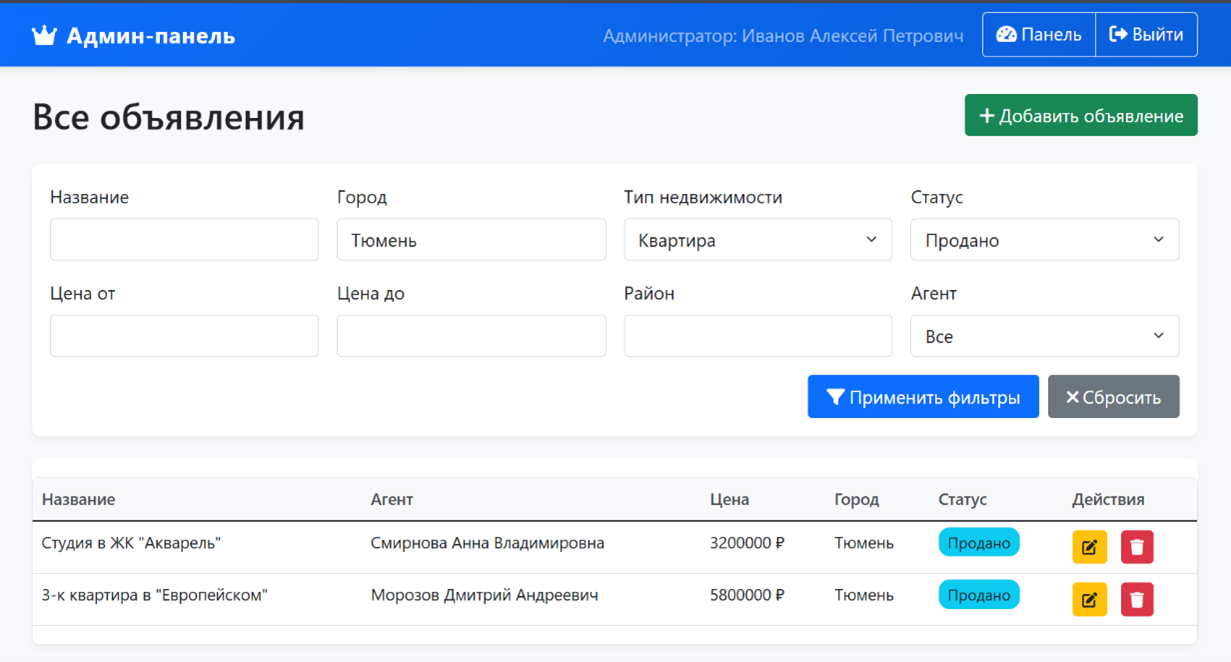 Админ-панель
Администратор: Иванов Алексей Петрович
Панель
Выйти
Все объявления
Добавить объявление
Название Город Тип недвижимости Статус
Тюмень Квартира Продано
Цена от Цена до Район Агент
Все
Применить фильтры
Сбросить
Название Агент Цена Город Статус Действия
Студия в ЖК "Акварель" Смирнова Анна Владимировна 3200000 ₽ Тюмень Продано
3-к квартира в "Европейском" Морозов Дмитрий Андреевич 5800000 ₽ Тюмень Продано